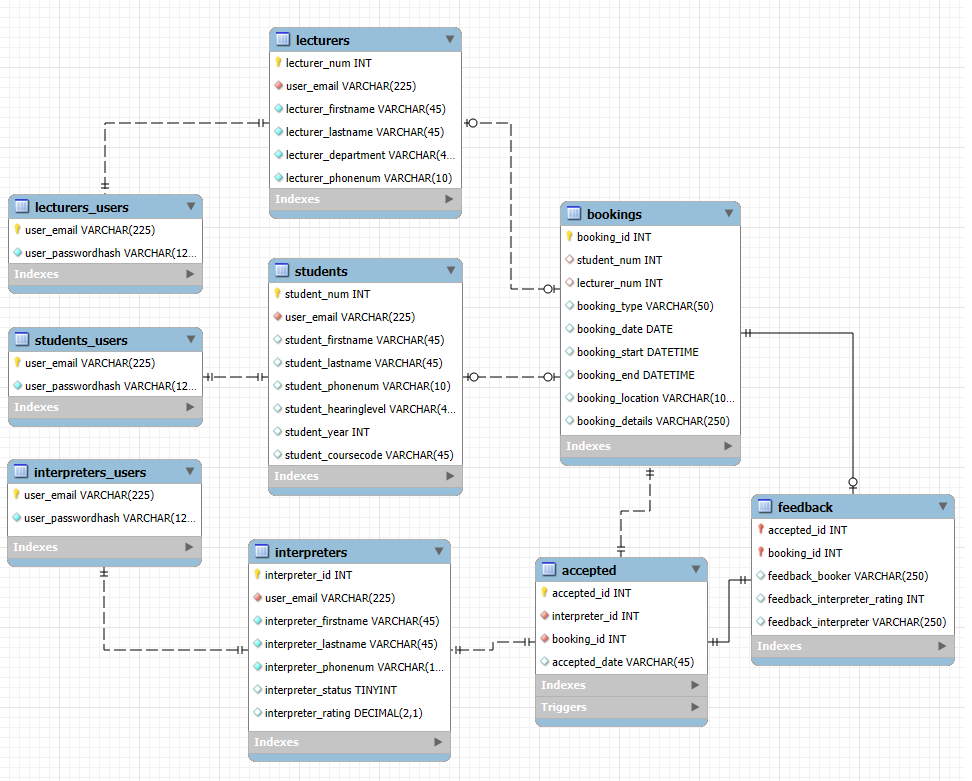 lecturers
lecturer_num INT
user_email VARCHAR(225)
lecturer_firstname VARCHAR(45)
lecturer_lastname VARCHAR(45)
lecturer_department VARCHAR(4...
lecturer_phonenum VARCHAR(10)
Indexes
lecturers_users
user_email VARCHAR(225)
user_passwordhash VARCHAR(12...
Indexes
students
student_num INT
user_email VARCHAR(225)
student_firstname VARCHAR(45)
student_lastname VARCHAR(45)
student_phonenum VARCHAR(10)
student_hearinglevel VARCHAR(4...
student_year INT
student_coursecode VARCHAR(45)
Indexes
bookings
booking_id INT
student_num INT
lecturer_num INT
booking_type VARCHAR(50)
booking_date DATE
booking_start DATETIME
booking_end DATETIME
booking_location VARCHAR(10...
booking_details VARCHAR(250)
Indexes
students_users
user_email VARCHAR(225)
user_passwordhash VARCHAR(12...
Indexes
interpreters_users
user_email VARCHAR(225)
user_passwordhash VARCHAR(12...
Indexes
interpreters
interpreter_id INT
user_email VARCHAR(225)
interpreter_firstname VARCHAR(45)
interpreter_lastname VARCHAR(45)
interpreter_phonenum VARCHAR(1...
interpreter_status TINYINT
interpreter_rating DECIMAL(2,1)
Indexes
accepted
accepted_id INT
interpreter_id INT
booking_id INT
accepted_date VARCHAR(45)
Indexes
Triggers
feedback
accepted_id INT
booking_id INT
feedback_booker VARCHAR(250)
feedback_interpreter_rating INT
feedback_interpreter VARCHAR(250)
Indexes